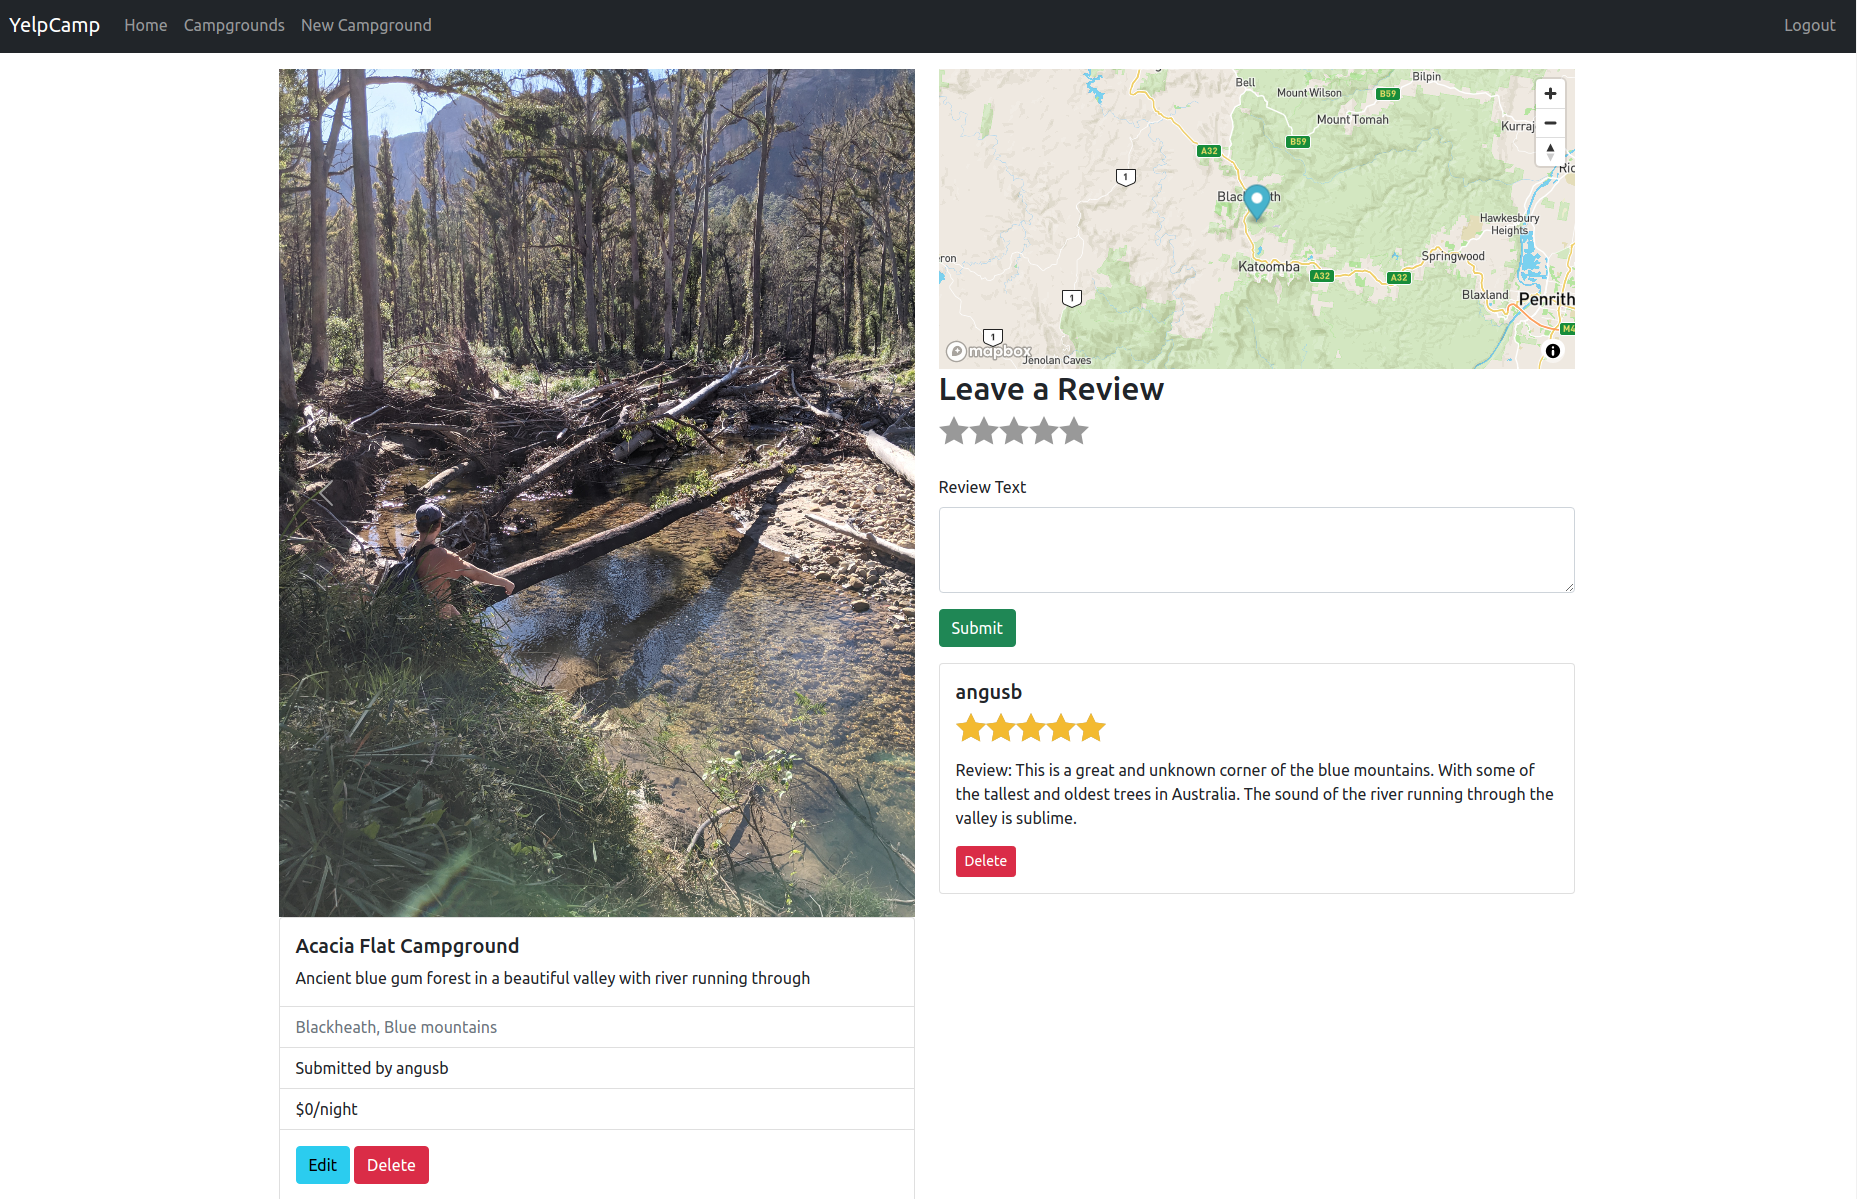 YelpCamp Home Campgrounds New Campground Logout
Bell
Bilpin
Mount Wilson
B59
Mount Tomah
B59
A32
1
Katoomba
A32
A32
Hawkesbury
Heights
Springwood
Blaxland
Penrith
1
1
mapbox
Jenolan Caves
Leave a Review
Review Text
Submit
angusb
Review: This is a great and unknown corner of the blue mountains. With some of
the tallest and oldest trees in Australia. The sound of the river running through the
valley is sublime.
Delete
Acacia Flat Campground
Ancient blue gum forest in a beautiful valley with river running through
Blackheath, Blue mountains
Submitted by angusb
$0/night
Edit Delete